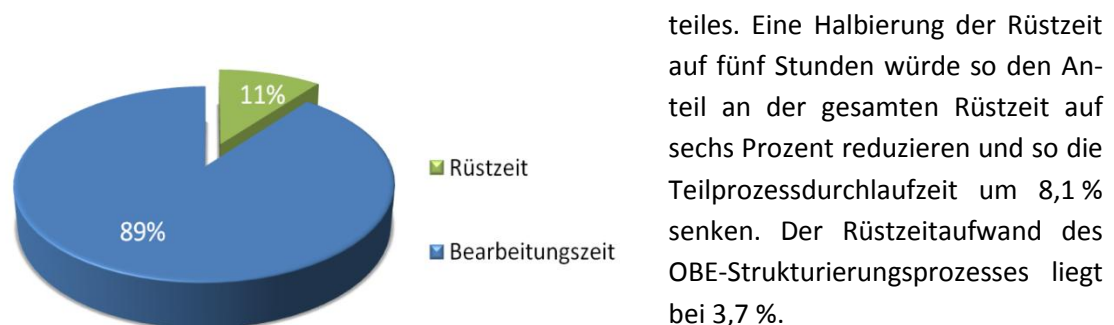 11%
89%
Rüstzeit
Bearbeitungszeit
teiles. Eine Halbierung der Rüstzeit
auf fünf Stunden würde so den An-
teil an der gesamten Rüstzeit auf
sechs Prozent reduzieren und so die
Teilprozessdurchlaufzeit um 8,1 %
senken. Der Rüstzeitaufwand des
OBE-Strukturierungsprozesses liegt
bei 3,7 %.